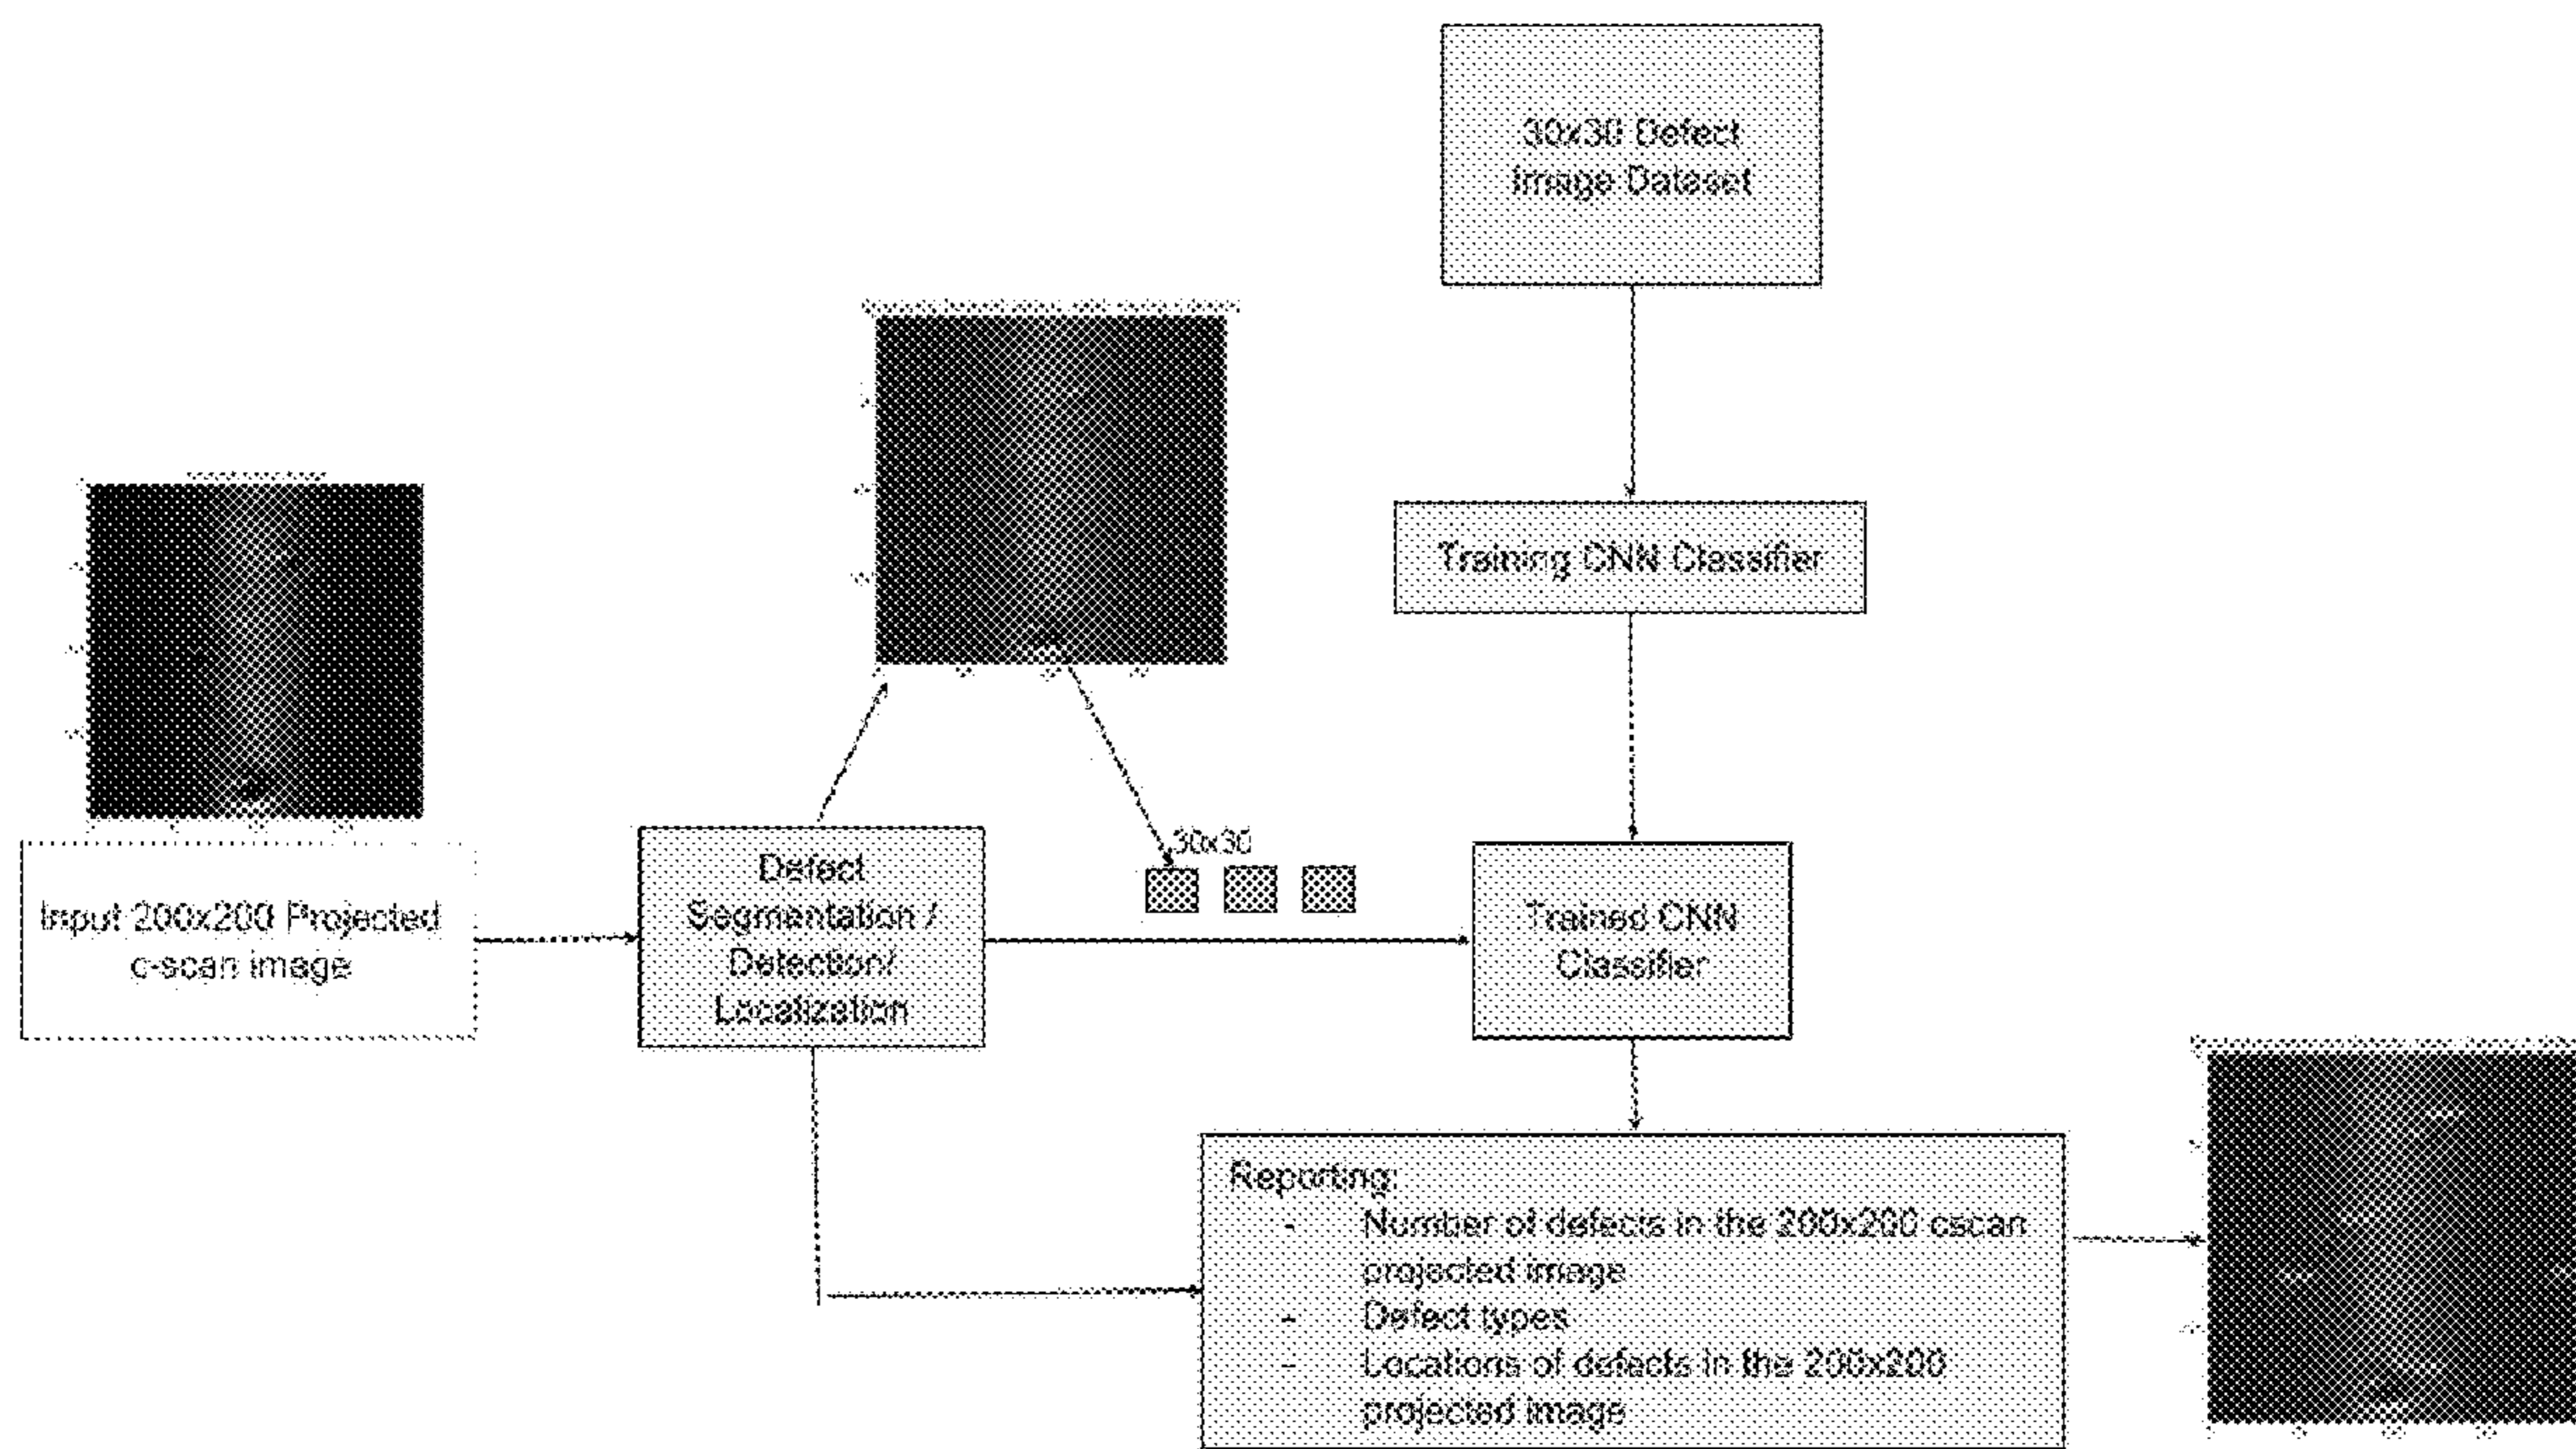 30x30 Defect
Image Dataset
Training CNN Classifier
30x30
Input 200x200 Projected
c-scan image
Defect
Segmentation /
Detection/
Localization
Trained CNN
Classifier
Reporting:
- Number of defects in the 200x200 cscan
projected image
- Defect types
- Locations of defects in the 200x200
projected image